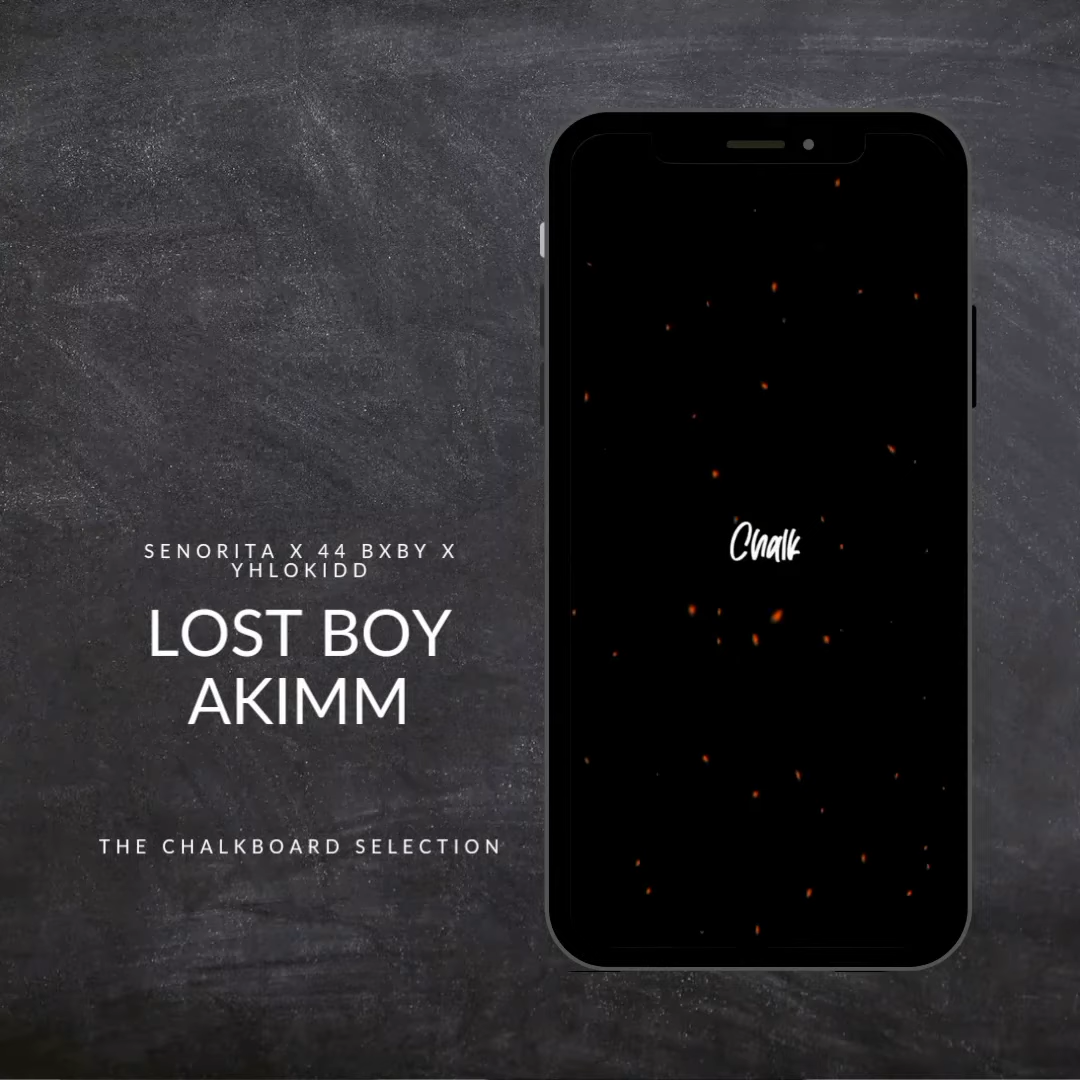 SENORITA X 44 BXBY X
YHLOKIDD
LOST BOY
AKIMM
THE CHALKBOARD SELECTION
Chalk